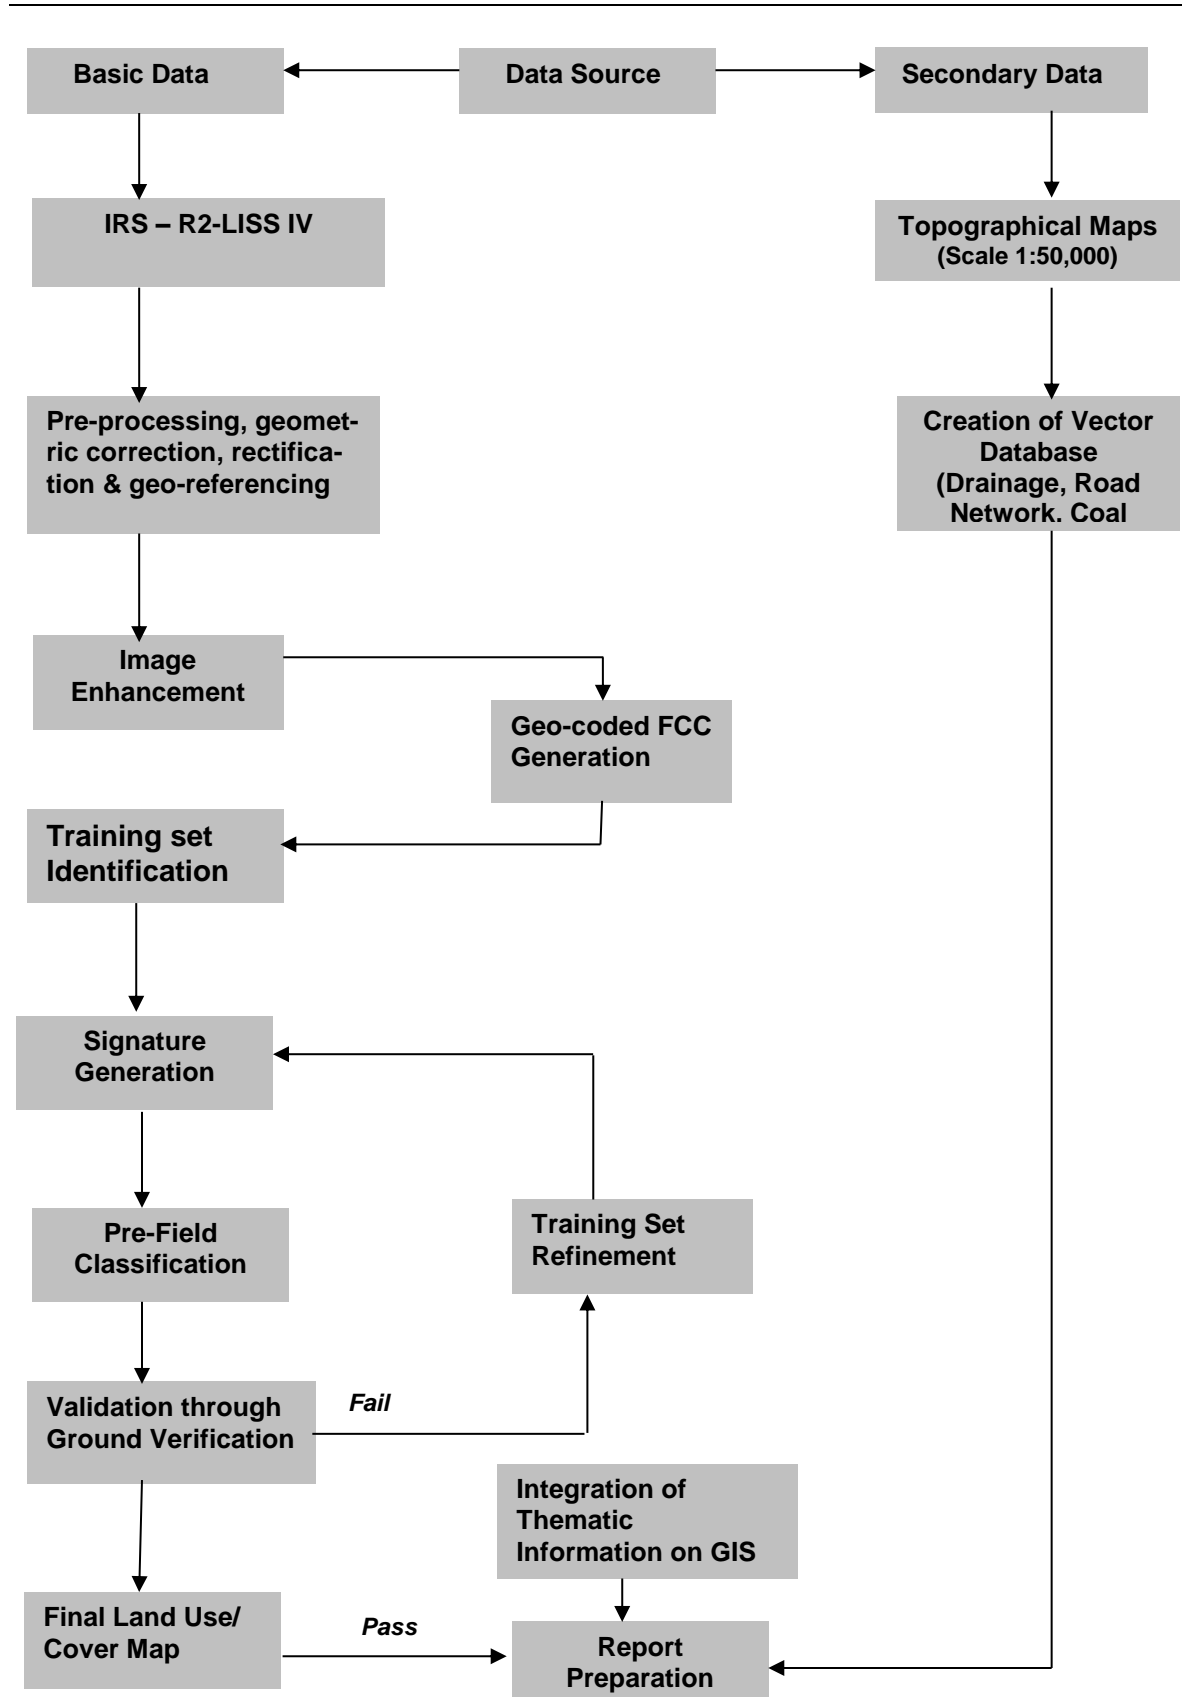 Basic Data
Data Source
Secondary Data
IRS – R2-LISS IV
Topographical Maps
(Scale 1:50,000)
Pre-processing, geomet-
ric correction, rectifica-
tion & geo-referencing
Creation of Vector
Database
(Drainage, Road
Network. Coal
Image
Enhancement
Geo-coded FCC
Generation
Training set
Identification
Signature
Generation
Pre-Field
Classification
Training Set
Refinement
Validation through
Ground Verification
Fail
Integration of
Thematic
Information on GIS
Final Land Use/
Cover Map
Pass
Report
Preparation